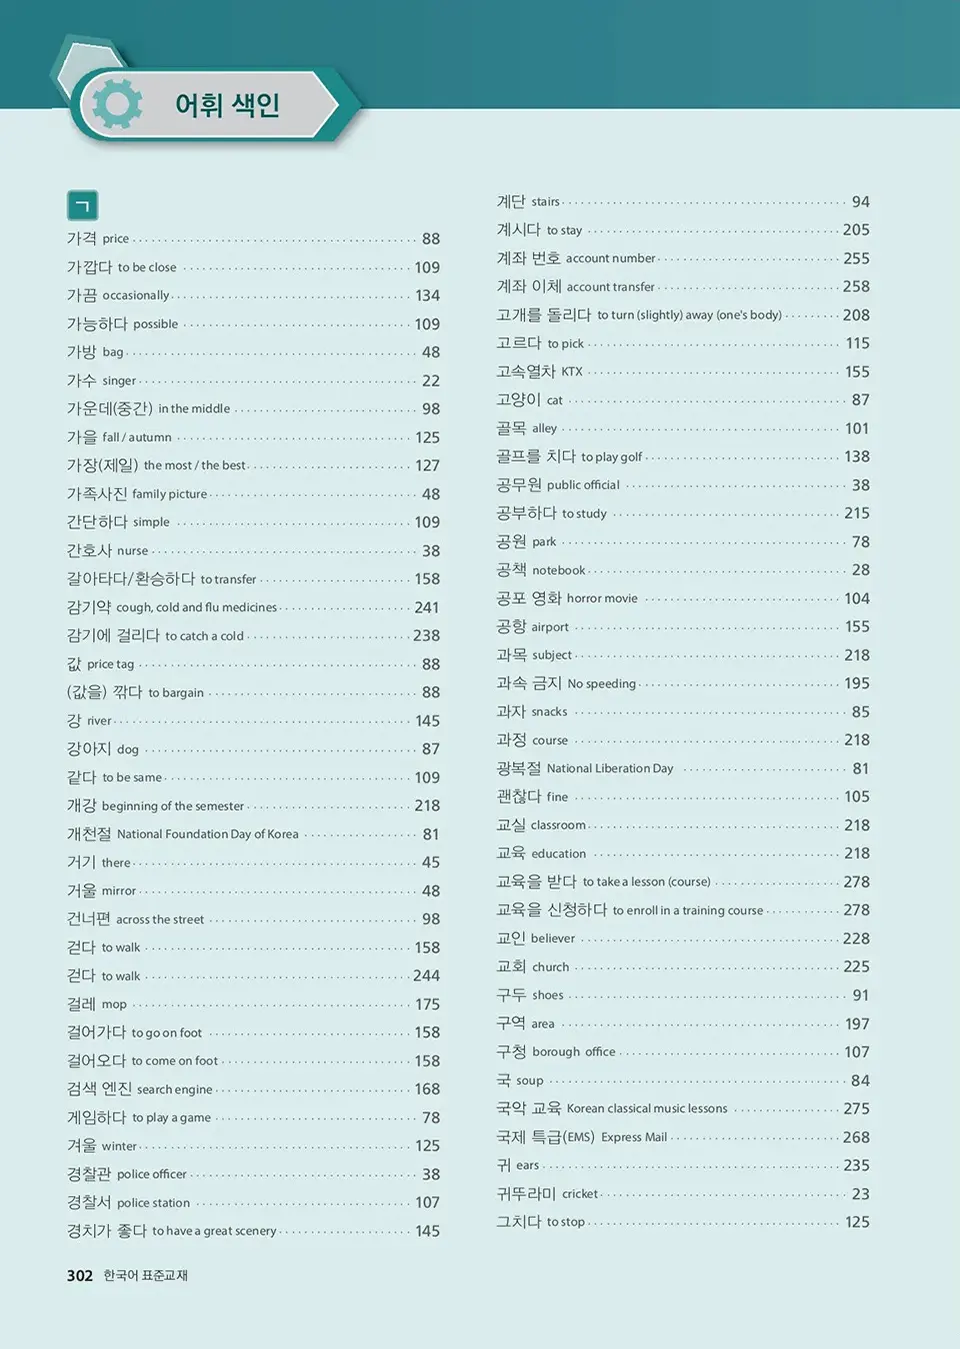 어휘 색인
ㄱ
가격 price 88
가깝다 to be close 109
가끔 occasionally 134
가능하다 possible 109
가방 bag 48
가수 singer 22
가운데(중간) in the middle 98
가을 fall / autumn 125
가장(제일) the most / the best 127
가족사진 family picture 48
간단하다 simple 109
간호사 nurse 38
갈아타다/환승하다 to transfer 158
감기약 cough, cold and flu medicines 241
감기에 걸리다 to catch a cold 238
값 price tag 88
(값을) 깎다 to bargain 88
강 river 145
강아지 dog 87
같다 to be same 109
개강 beginning of the semester 218
개천절 National Foundation Day of Korea 81
거기 there 45
거울 mirror 48
건너편 across the street 98
걷다 to walk 158
걷다 to walk 244
걸레 mop 175
걸어가다 to go on foot 158
걸어오다 to come on foot 158
검색 엔진 search engine 168
게임하다 to play a game 78
겨울 winter 125
경찰관 police officer 38
경찰서 police station 107
경치가 좋다 to have a great scenery 145
계단 stairs 94
계시다 to stay 205
계좌 번호 account number 255
계좌 이체 account transfer 258
고개를 돌리다 to turn (slightly) away (one's body) 208
고르다 to pick 115
고속열차 KTX 155
고양이 cat 87
골목 alley 101
골프를 치다 to play golf 138
공무원 public official 38
공부하다 to study 215
공원 park 78
공책 notebook 28
공포 영화 horror movie 104
공항 airport 155
과목 subject 218
과속 금지 No speeding 195
과자 snacks 85
과정 course 218
광복절 National Liberation Day 81
괜찮다 fine 105
교실 classroom 218
교육 education 218
교육을 받다 to take a lesson (course) 278
교육을 신청하다 to enroll in a training course 278
교인 believer 228
교회 church 225
구두 shoes 91
구역 area 197
구청 borough office 107
국 soup 84
국악 교육 Korean classical music lessons 275
국제 특급(EMS) Express Mail 268
귀 ears 235
귀뚜라미 cricket 23
그치다 to stop 125
302 한국어 표준교재